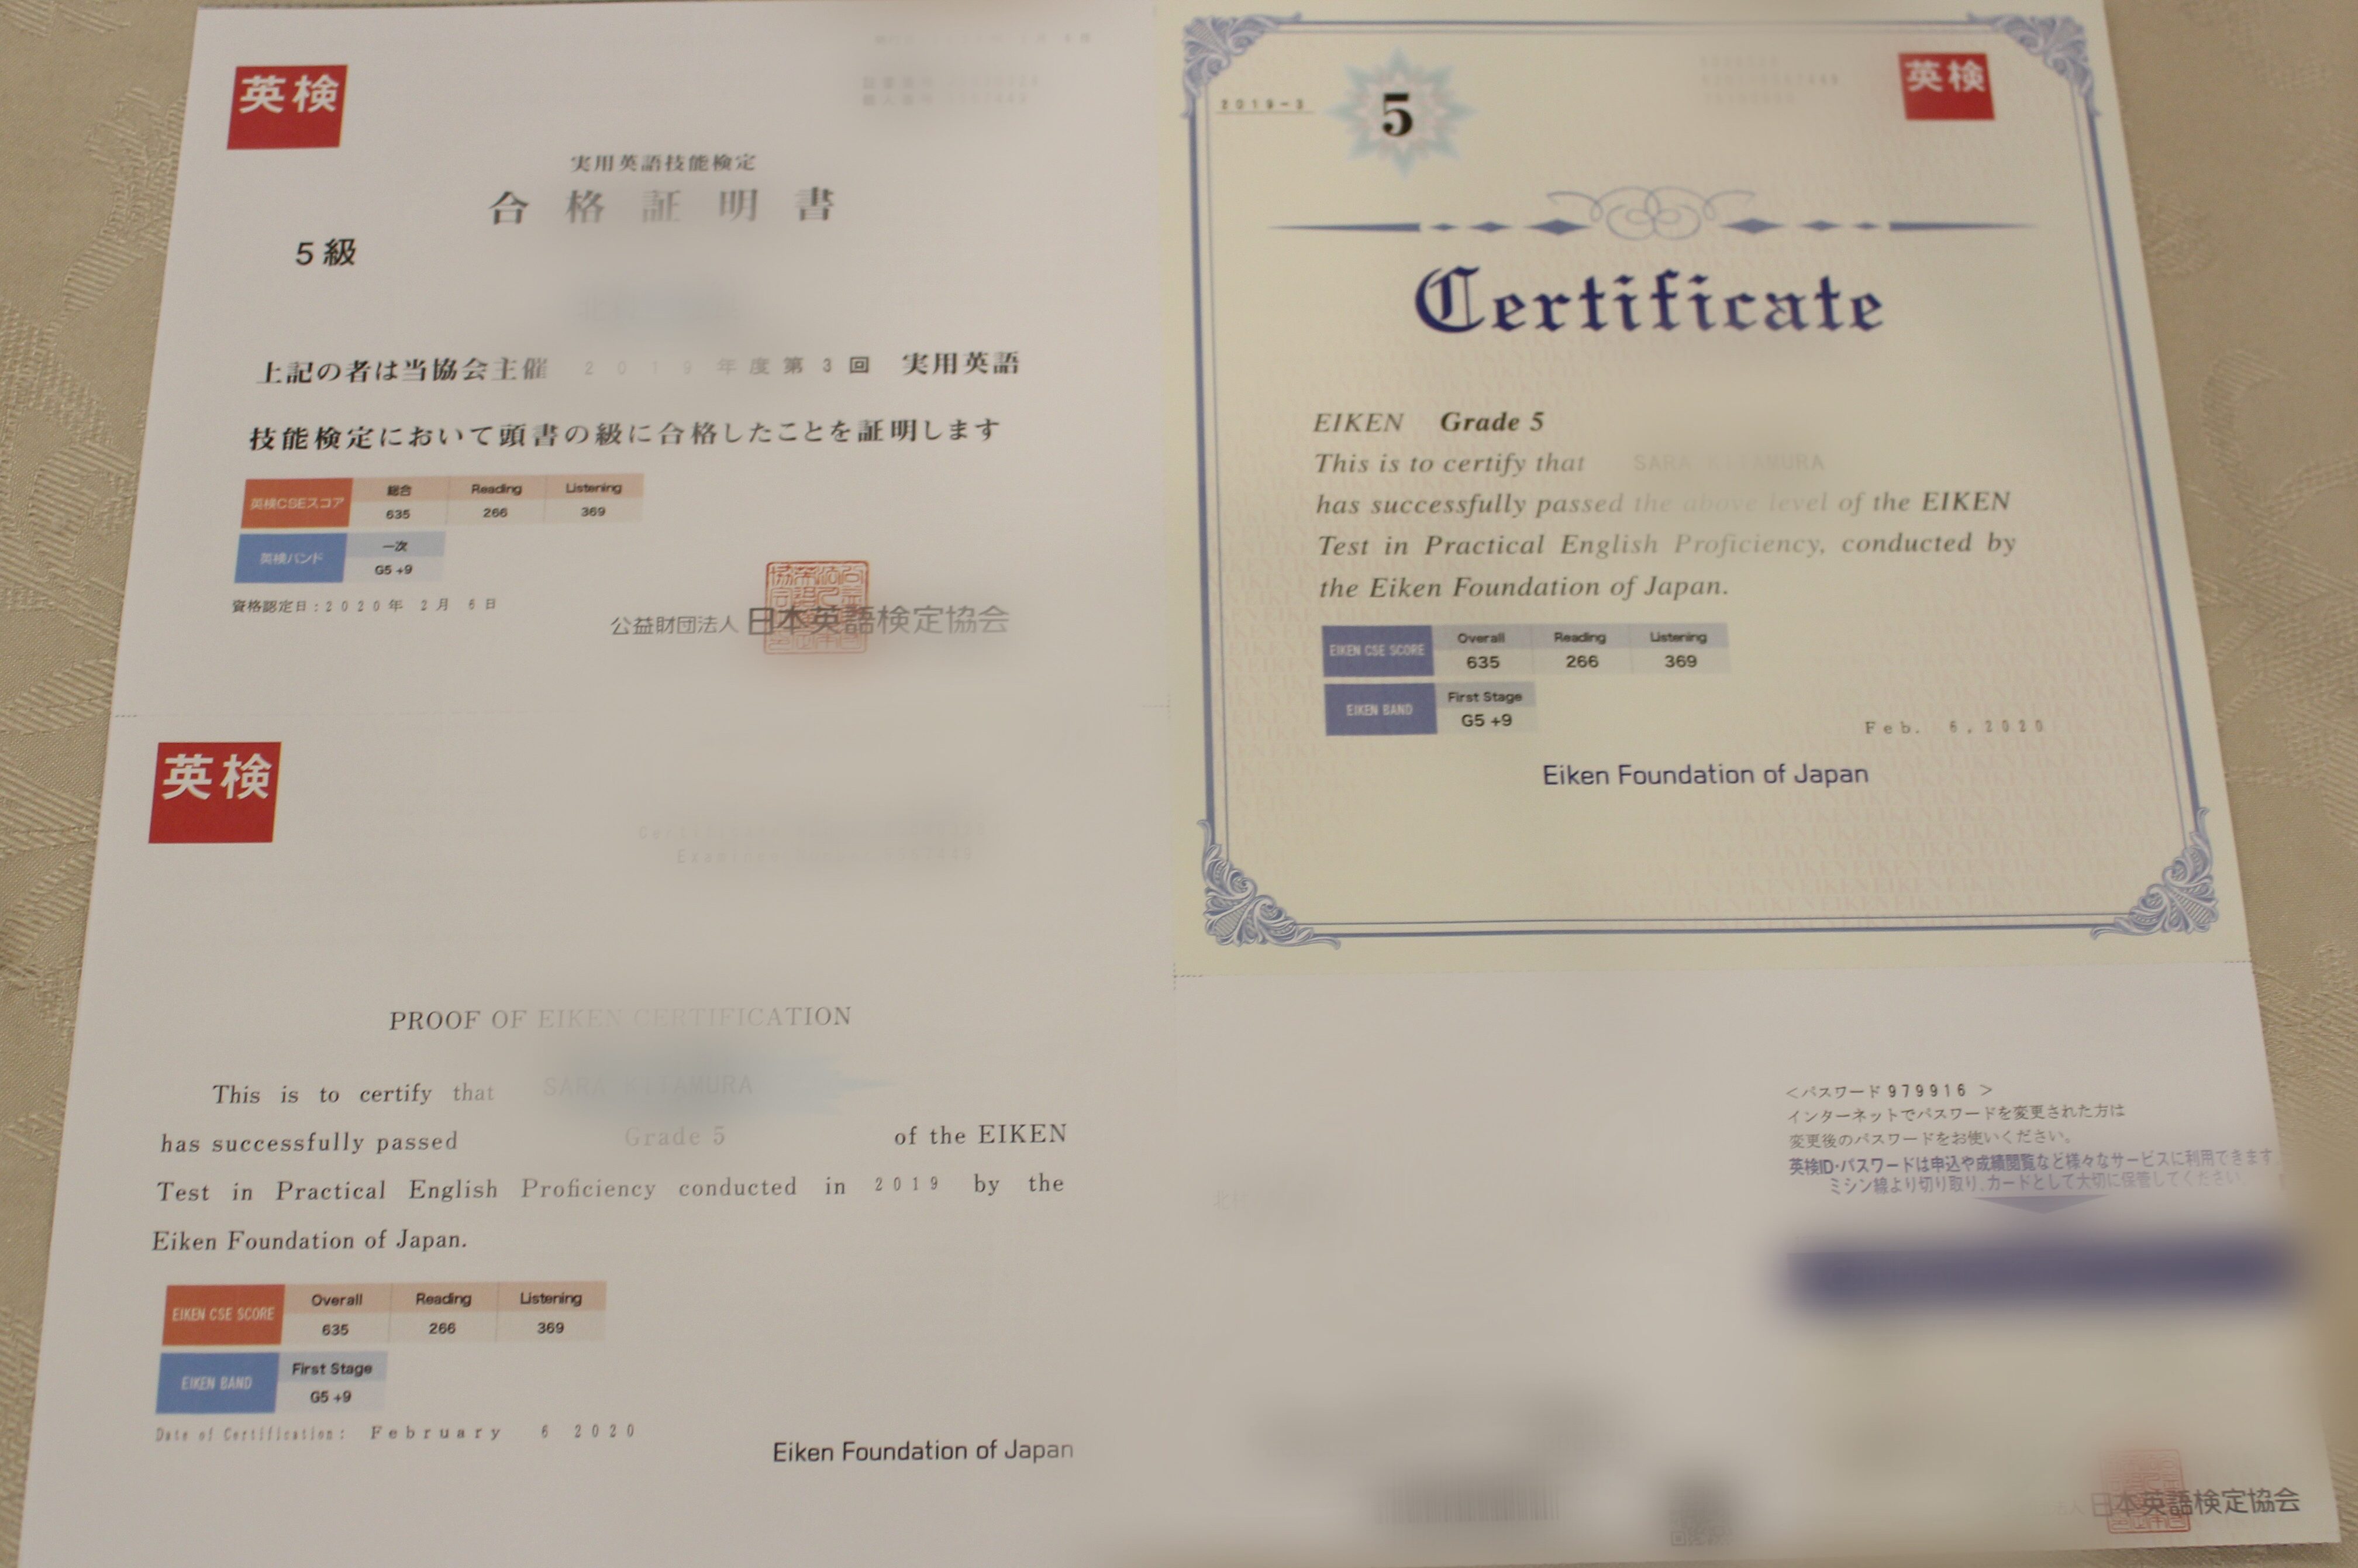 英検
実用英語技能検定
合格証明書
5級
上記の者は当協会主催 2019年度第3回 実用英語
技能検定において頭書の級に合格したことを証明します
英検CSEスコア 総合 Reading Listening
635 266 369
英検バンド 一次
G5 +9
資格認定日:2020年 2月 6日
公益財団法人 日本英語検定協会
英検
PROOF OF EIKEN CERTIFICATION
This is to certify that
has successfully passed Grade 5 of the EIKEN
Test in Practical English Proficiency conducted in 2019 by the
Eiken Foundation of Japan.
EIKEN CSE SCORE Overall Reading Listening
635 266 369
EIKEN BAND First Stage
G5 +9
Date of Certification: February 6 2020
Eiken Foundation of Japan
2019-3
5
英検
Certificate
EIKEN Grade 5
This is to certify that
has successfully passed the above level of the EIKEN
Test in Practical English Proficiency, conducted by
the Eiken Foundation of Japan.
EIKEN CSE SCORE Overall Reading Listening
635 266 369
EIKEN BAND First Stage
G5 +9
Feb. 6,2020
Eiken Foundation of Japan
<パスワード979916 >
インターネットでパスワードを変更された方は
変更後のパスワードをお使いください。
英検ID・パスワードは申込や成績閲覧など様々なサービスに利用できます
ミシン線より切り取り、カードとして大切に保管してください。
日本英語検定協会